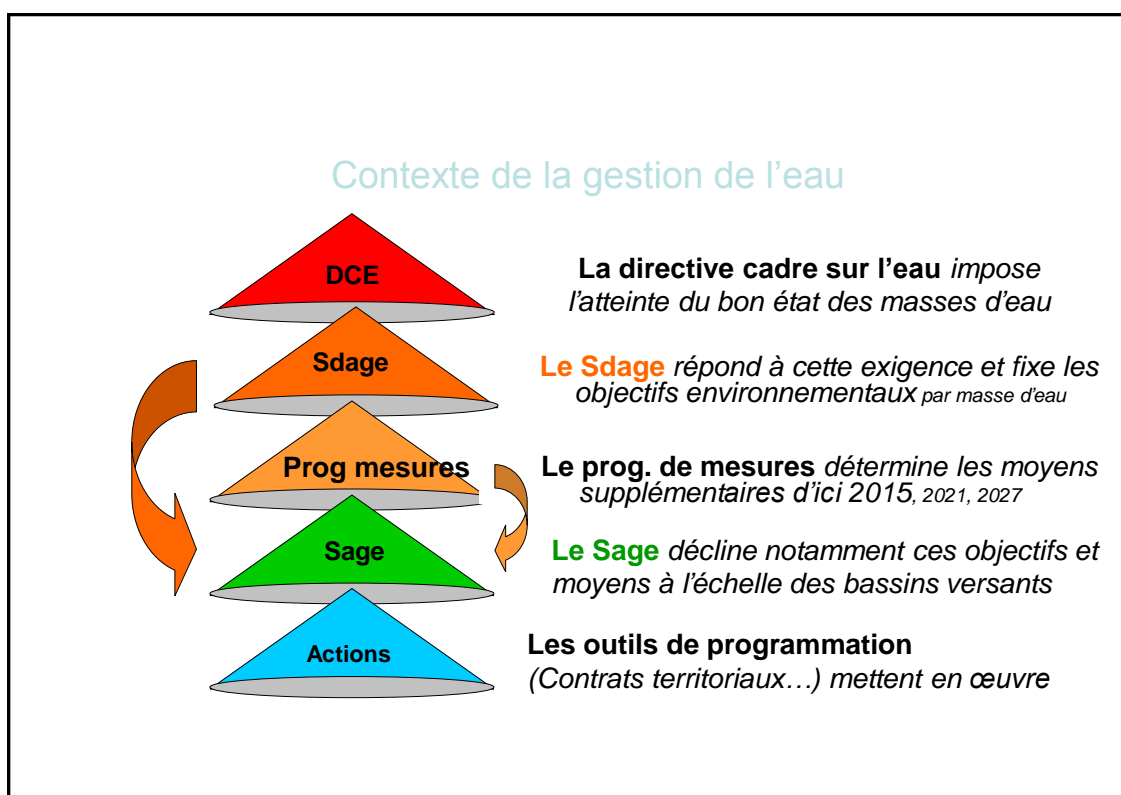 Contexte de la gestion de l’eau
DCE
La directive cadre sur l’eau impose
l’atteinte du bon état des masses d’eau
Sdage
Le Sdage répond à cette exigence et fixe les
objectifs environnementaux par masse d’eau
Prog mesures
Le prog. de mesures détermine les moyens
supplémentaires d’ici 2015, 2021, 2027
Sage
Le Sage décline notamment ces objectifs et
moyens à l’échelle des bassins versants
Actions
Les outils de programmation
(Contrats territoriaux…) mettent en œuvre